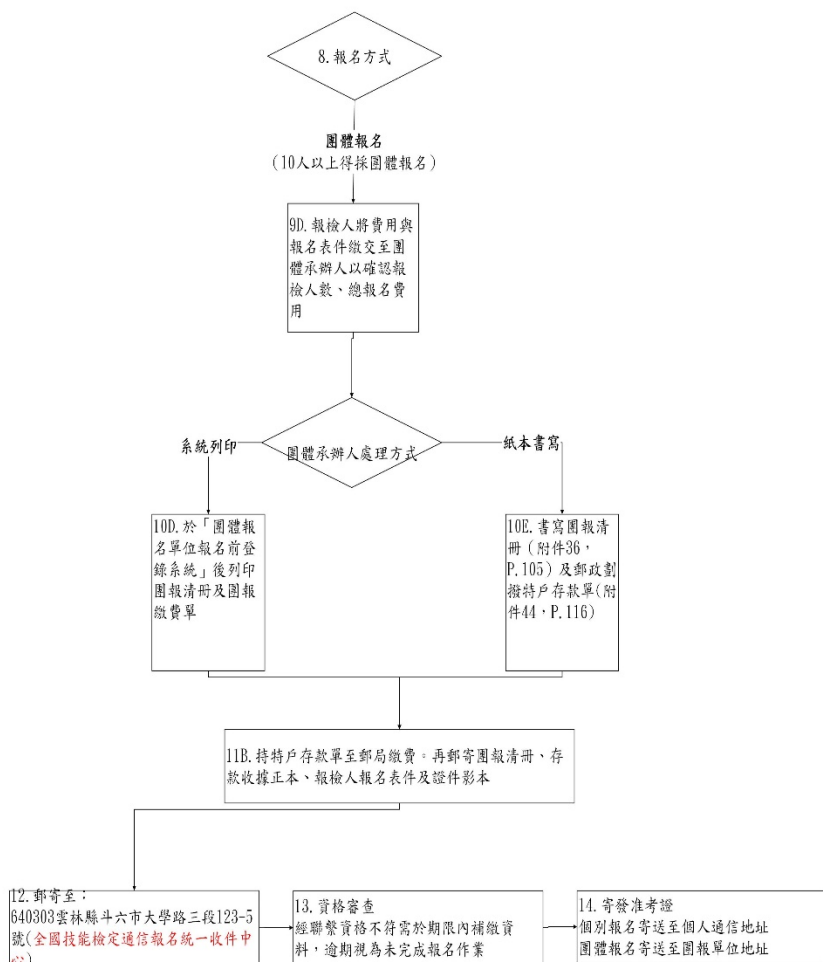 8.報名方式
團體報名
(10人以上得採團體報名)
9D.報檢人將費用與
報名表件繳交至團
體承辦人以確認報
檢人數、總報名費
用
系統列印
團體承辦人處理方式
紙本書寫
10D.於「團體報
名單位報名前登
錄系統」後列印
團報清冊及團報
繳費單
10E.書寫團報清
冊(附件36,
P.105)及郵政劃
撥特戶存款單(附
件44,P.116)
11B.持特戶存款單至郵局繳費。再郵寄團報清冊、存
款收據正本、報檢人報名表件及證件影本
12.郵寄至:
640303雲林縣斗六市大學路三段123-5
號(全國技能檢定通信報名統一收件中
心)
13.資格審查
經聯繫資格不符需於期限內補繳資
料,逾期視為未完成報名作業
14.寄發准考證
個別報名寄送至個人通信地址
團體報名寄送至團報單位地址